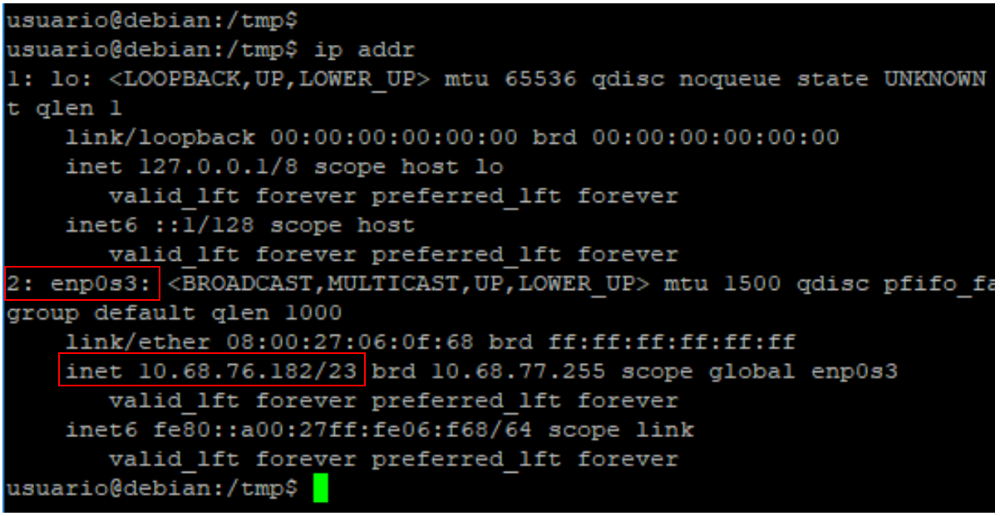 usuario@debian:/tmp$
usuario@debian:/tmp$ ip addr
1: lo: <LOOPBACK,UP,LOWER_UP> mtu 65536 qdisc noqueue state UNKNOWN
t qlen 1
    link/loopback 00:00:00:00:00:00 brd 00:00:00:00:00:00
    inet 127.0.0.1/8 scope host lo
       valid_lft forever preferred_lft forever
    inet6 ::1/128 scope host
       valid_lft forever preferred_lft forever
2: enp0s3: <BROADCAST,MULTICAST,UP,LOWER_UP> mtu 1500 qdisc pfifo_fa
group default qlen 1000
    link/ether 08:00:27:06:0f:68 brd ff:ff:ff:ff:ff:ff
    inet 10.68.76.182/23 brd 10.68.77.255 scope global enp0s3
       valid_lft forever preferred_lft forever
    inet6 fe80::a00:27ff:fe06:f68/64 scope link
       valid_lft forever preferred_lft forever
usuario@debian:/tmp$